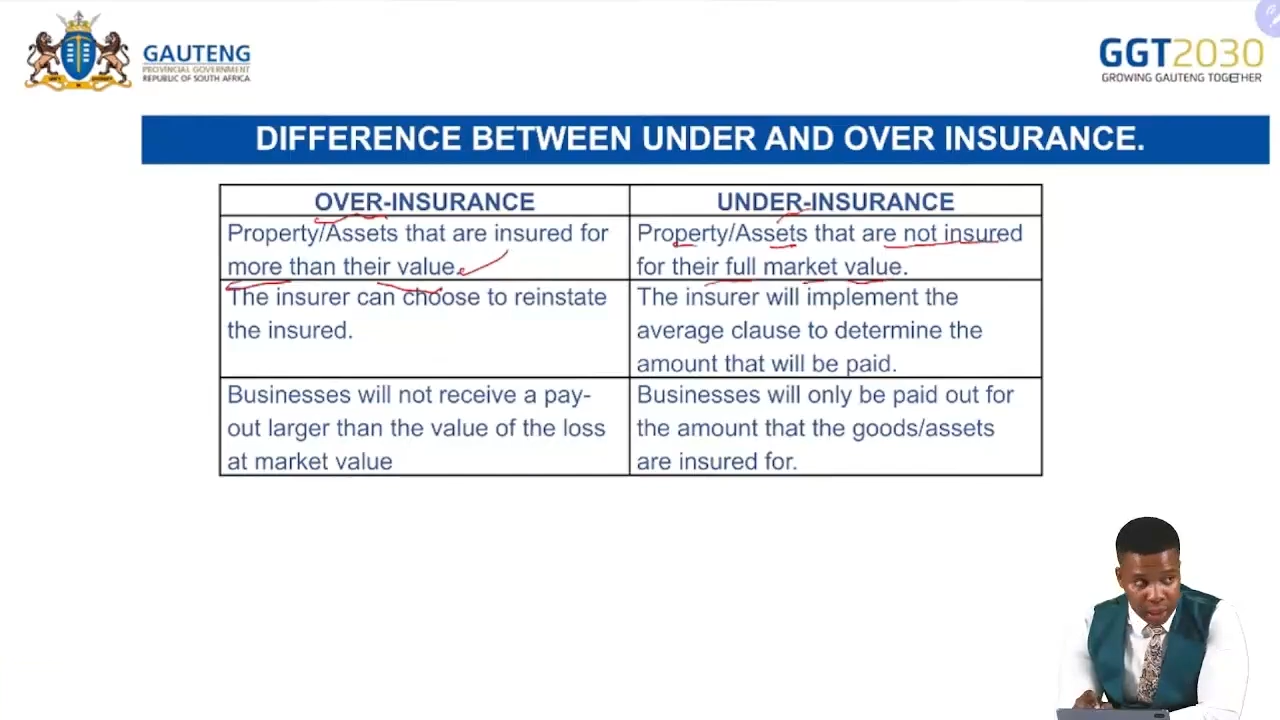 GAUTENG
PROVINCIAL GOVERNMENT
REPUBLIC OF SOUTH AFRICA
GGT2030
GROWING GAUTENG TOGETHER
DIFFERENCE BETWEEN UNDER AND OVER INSURANCE.
OVER-INSURANCE
Property/Assets that are insured for
more than their value.
The insurer can choose to reinstate
the insured.
Businesses will not receive a pay-
out larger than the value of the loss
at market value
UNDER-INSURANCE
Property/Assets that are not insured
for their full market value.
The insurer will implement the
average clause to determine the
amount that will be paid.
Businesses will only be paid out for
the amount that the goods/assets
are insured for.